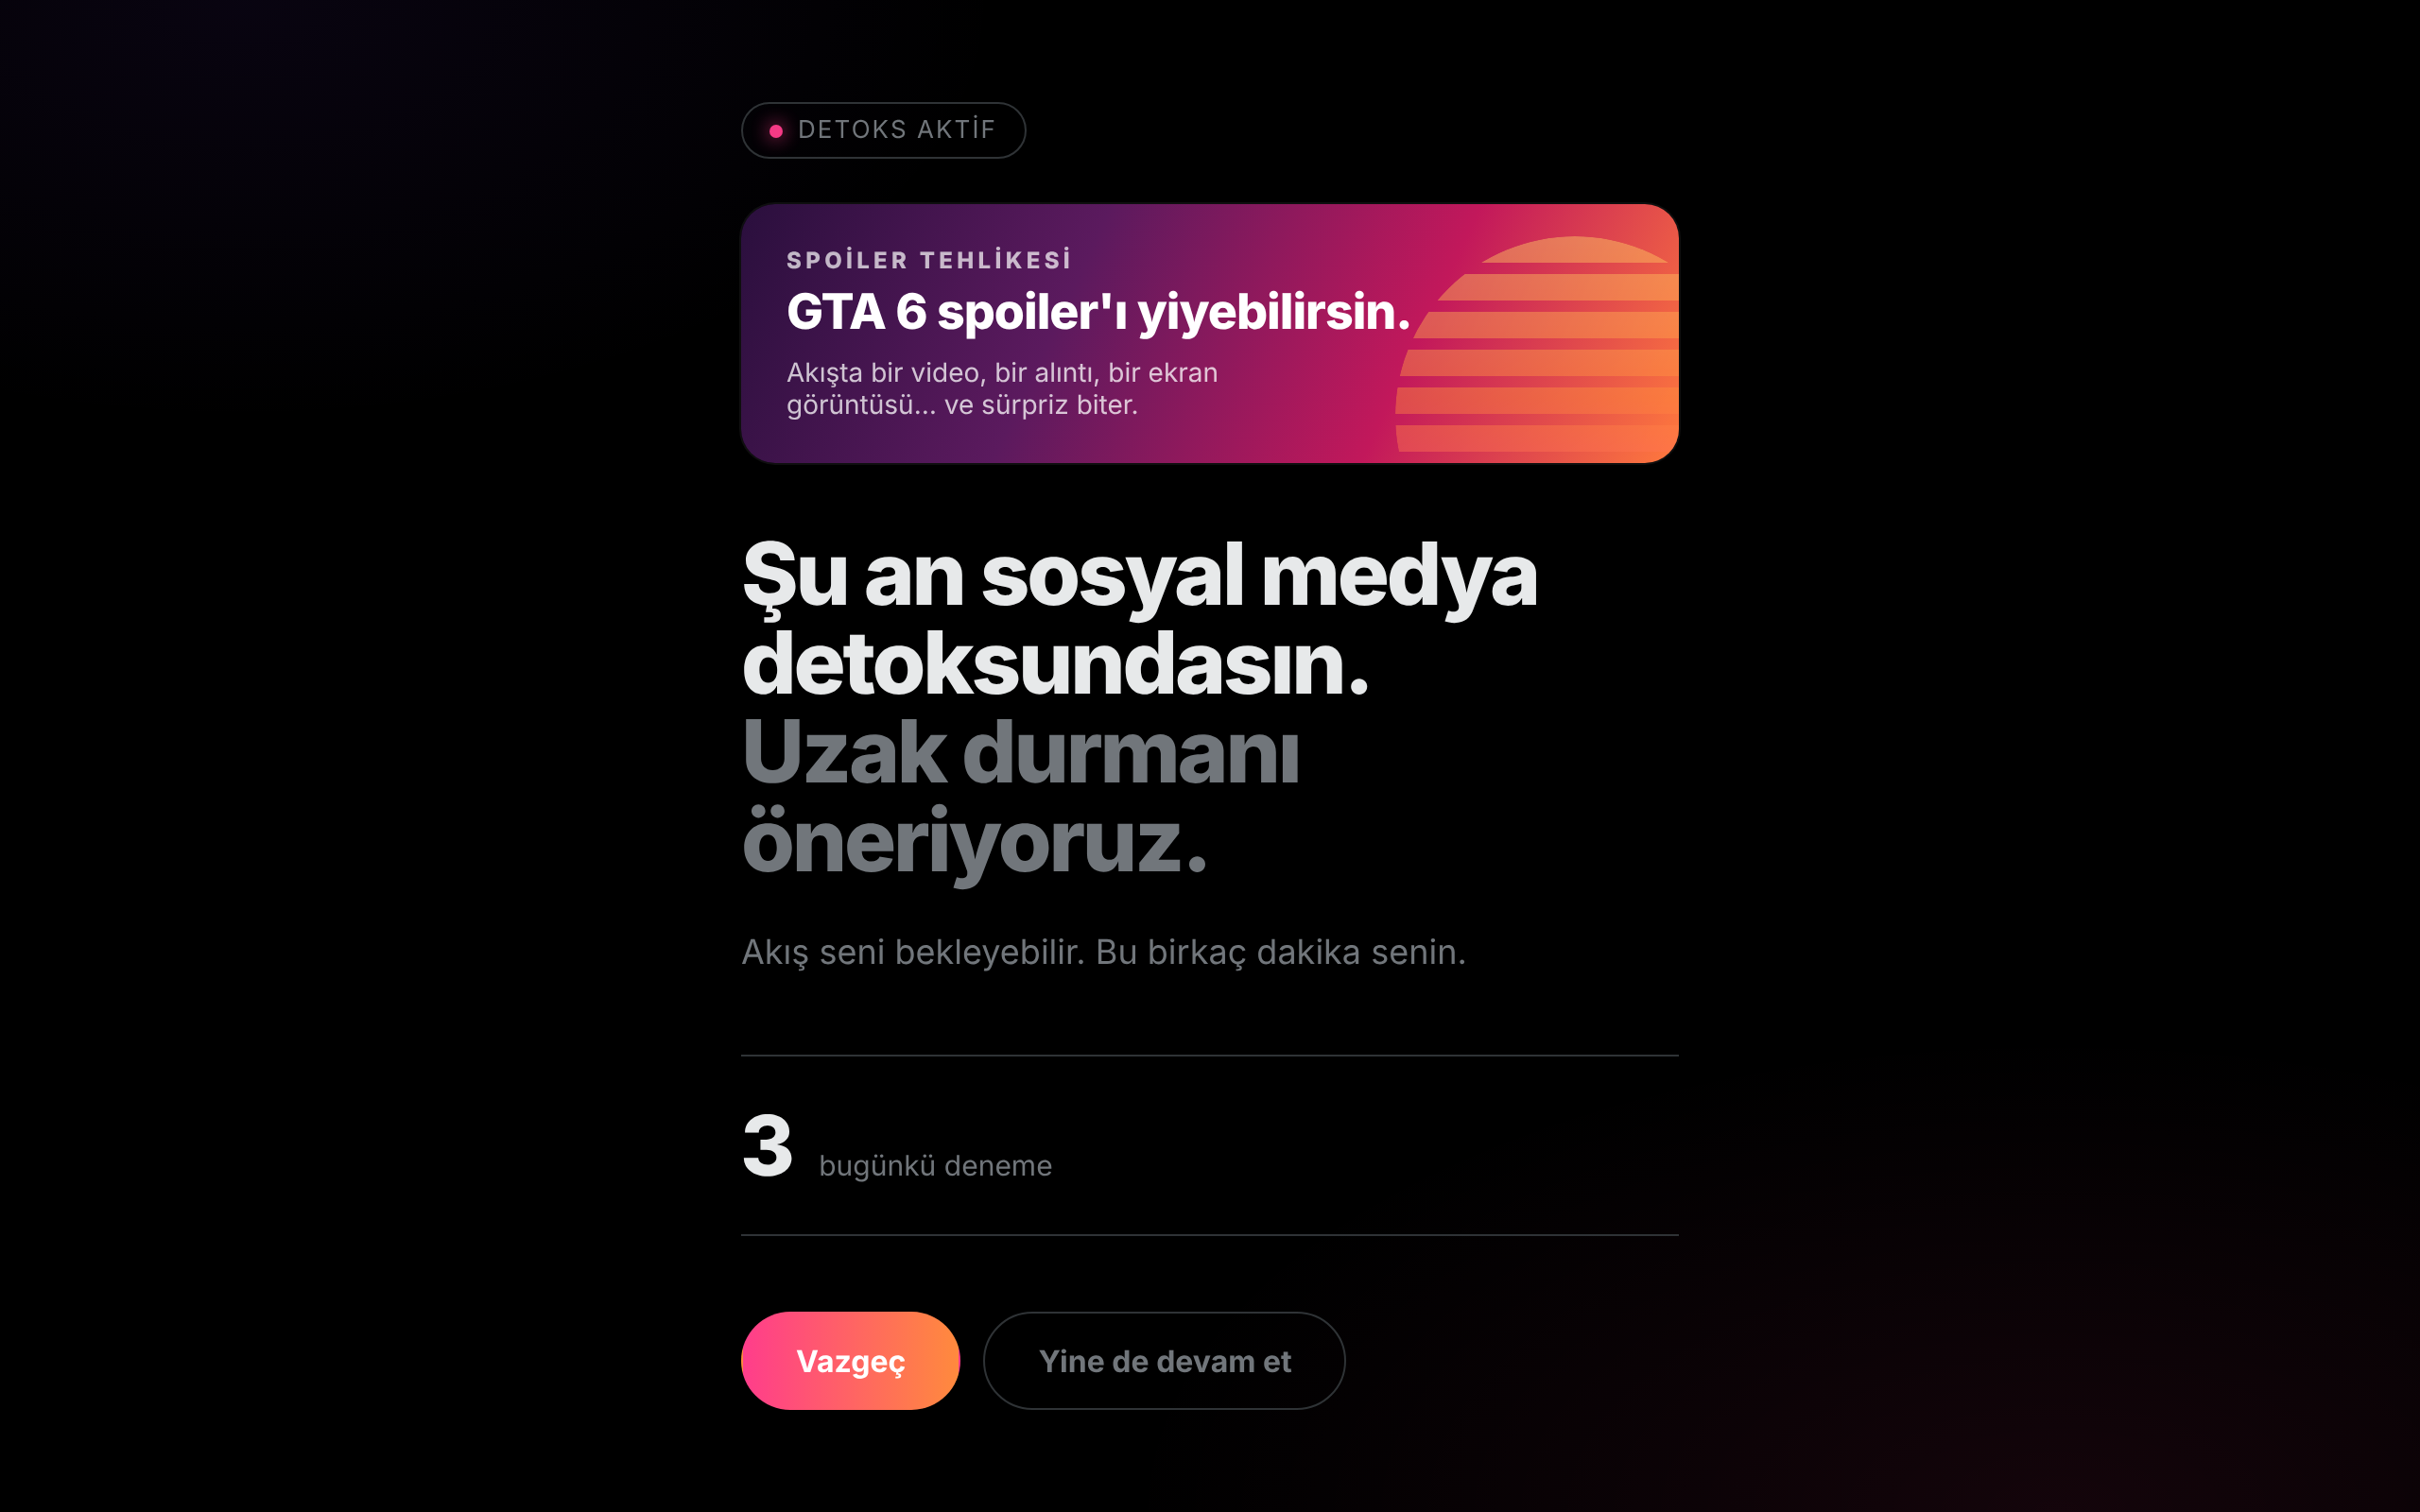 DETOKS AKTİF
SPOİLER TEHLİKESİ
GTA 6 spoiler'ı yiyebilirsin.
Akışta bir video, bir alıntı, bir ekran
görüntüsü... ve sürpriz biter.
Şu an sosyal medya
detoksundasın.
Uzak durmanı
öneriyoruz.
Akış seni bekleyebilir. Bu birkaç dakika senin.
3 bugünkü deneme
Vazgeç Yine de devam et